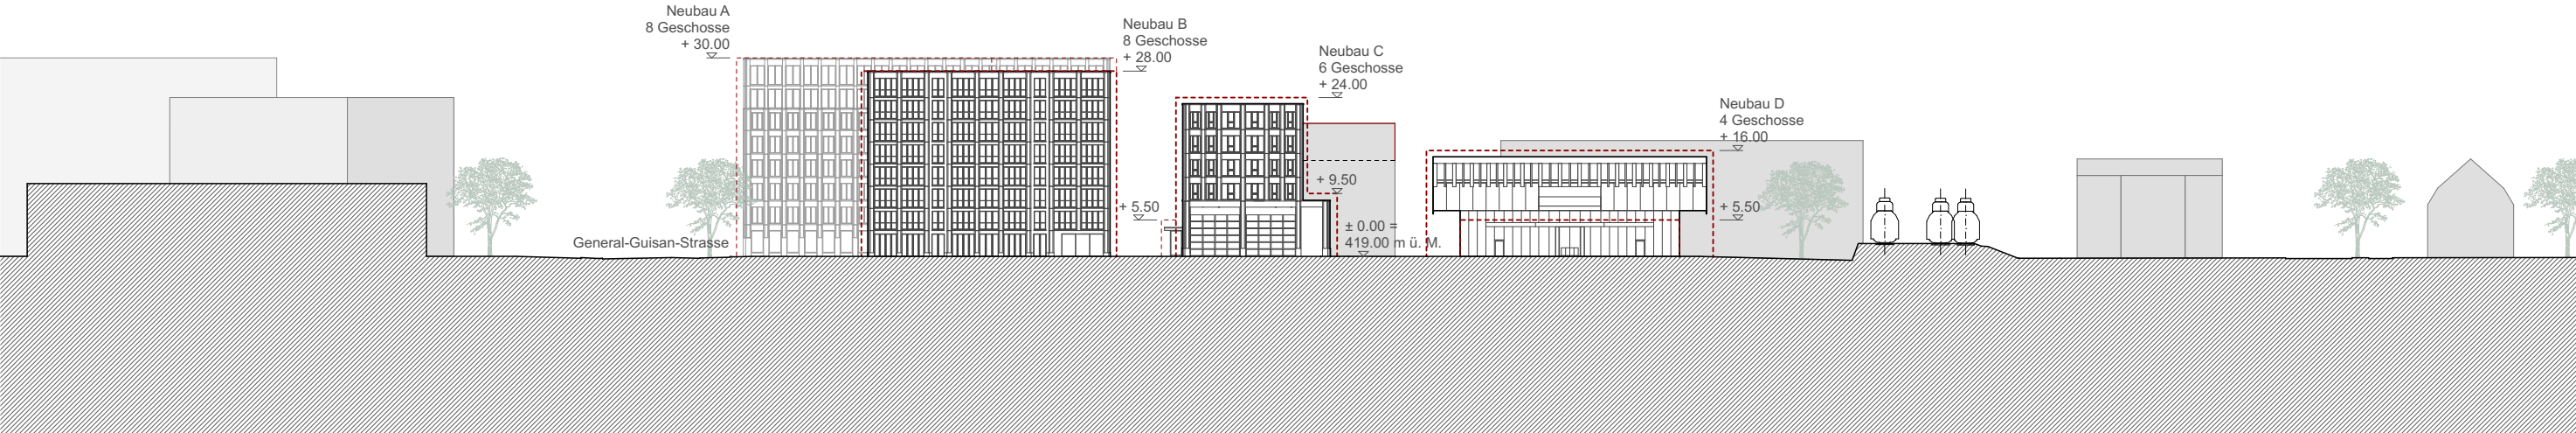 Neubau A
8 Geschosse
+ 30.00
Neubau B
8 Geschosse
+ 28.00
Neubau C
6 Geschosse
+ 24.00
Neubau D
4 Geschosse
+ 16.00
+ 9.50
+ 5.50
+ 5.50
± 0.00 =
419.00 m ü. M.
General-Guisan-Strasse